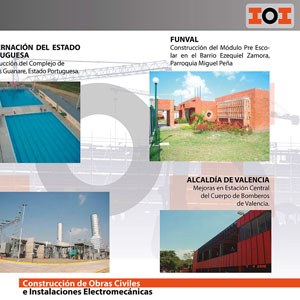 IOI
ERNACIÓN DEL ESTADO
UGUESA
ucción del Complejo de
s Guanare, Estado Portuguesa.
FUNVAL
Construcción del Módulo Pre Esco-
lar en el Barrio Ezequiel Zamora,
Parroquia Miguel Peña
ALCALDÍA DE VALENCIA
Mejoras en Estación Central
del Cuerpo de Bomberos
de Valencia.
Construcción de Obras Civiles
e Instalaciones Electromecánicas